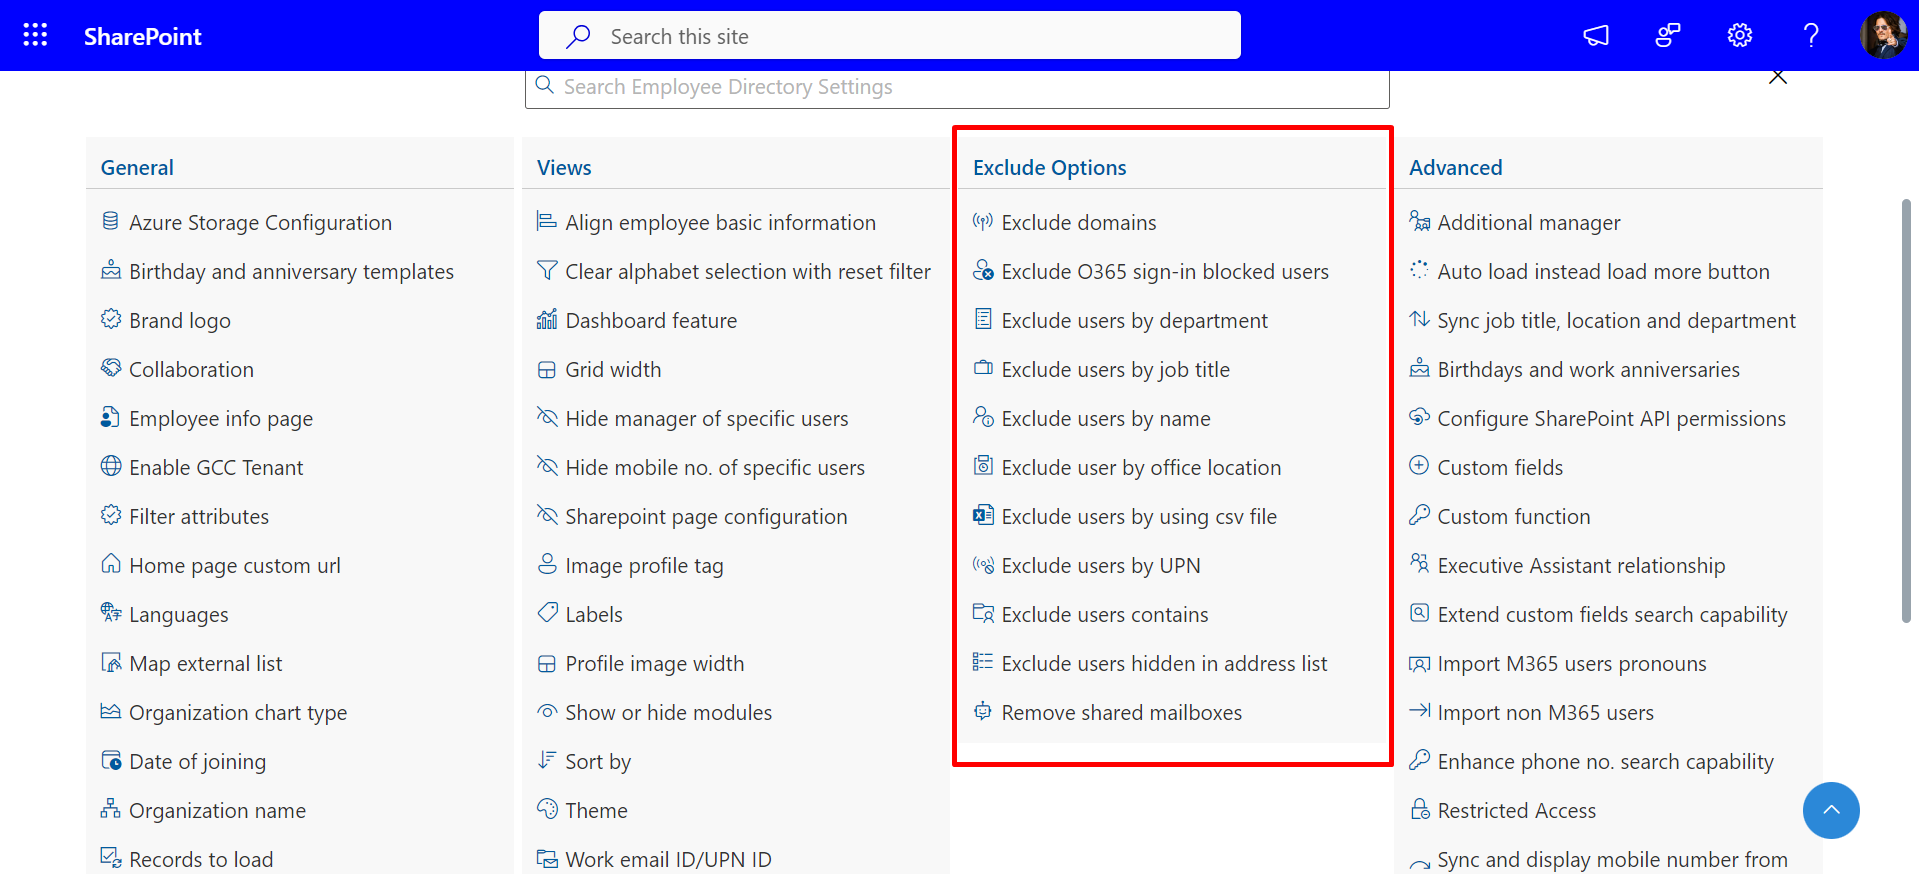 SharePoint
Search this site
Search Employee Directory Settings
General
Azure Storage Configuration
Birthday and anniversary templates
Brand logo
Collaboration
Employee info page
Enable GCC Tenant
Filter attributes
Home page custom url
Languages
Map external list
Organization chart type
Date of joining
Organization name
Records to load
Views
Align employee basic information
Clear alphabet selection with reset filter
Dashboard feature
Grid width
Hide manager of specific users
Hide mobile no. of specific users
Sharepoint page configuration
Image profile tag
Labels
Profile image width
Show or hide modules
Sort by
Theme
Work email ID/UPN ID
Exclude Options
Exclude domains
Exclude O365 sign-in blocked users
Exclude users by department
Exclude users by job title
Exclude users by name
Exclude user by office location
Exclude users by using csv file
Exclude users by UPN
Exclude users contains
Exclude users hidden in address list
Remove shared mailboxes
Advanced
Additional manager
Auto load instead load more button
Sync job title, location and department
Birthdays and work anniversaries
Configure SharePoint API permissions
Custom fields
Custom function
Executive Assistant relationship
Extend custom fields search capability
Import M365 users pronouns
Import non M365 users
Enhance phone no. search capability
Restricted Access
Sync and display mobile number from